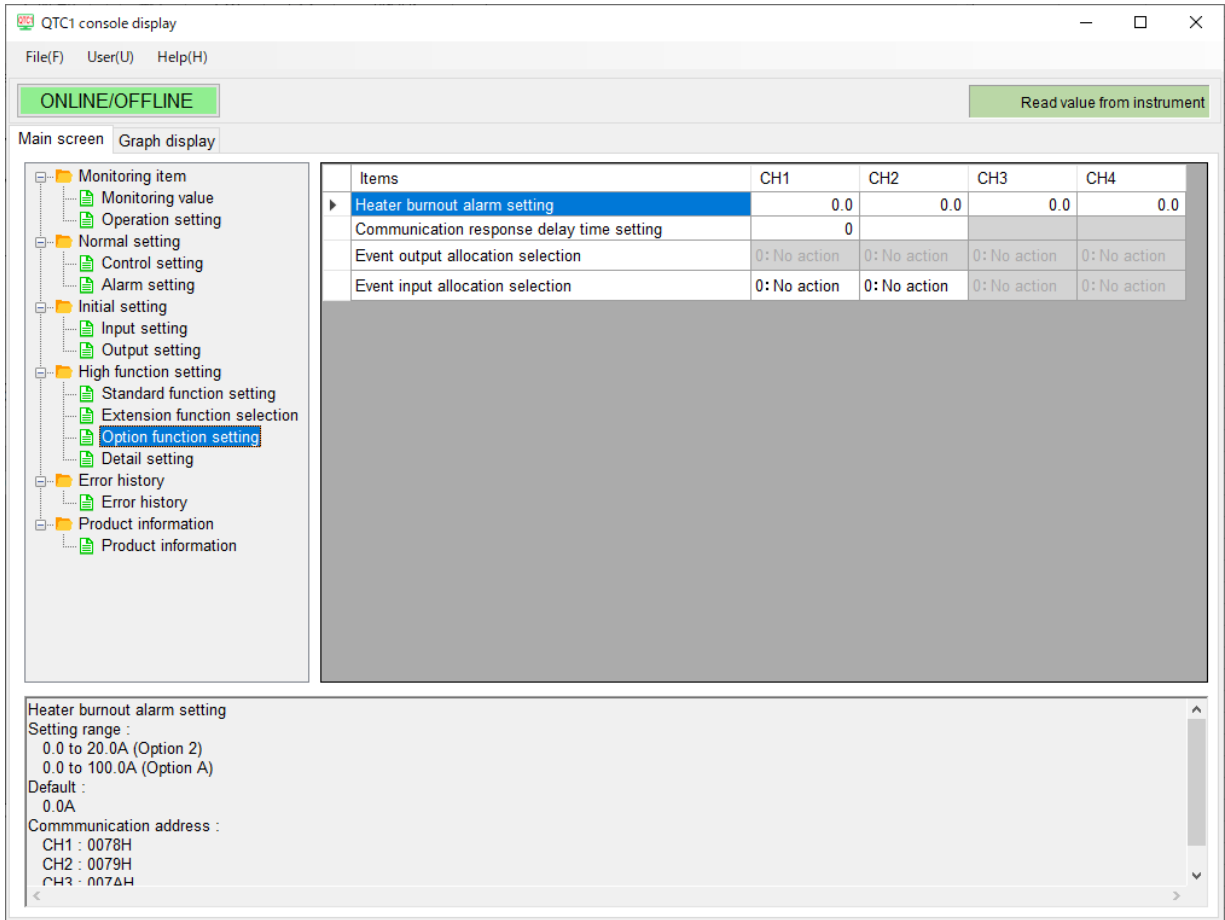 QTC1 console display
File(F) User(U) Help(H)
ONLINE/OFFLINE
Read value from instrument
Main screen Graph display
Monitoring item
Monitoring value
Operation setting
Normal setting
Control setting
Alarm setting
Initial setting
Input setting
Output setting
High function setting
Standard function setting
Extension function selection
Option function setting
Detail setting
Error history
Error history
Product information
Product information
Items CH1 CH2 CH3 CH4
Heater burnout alarm setting 0.0 0.0 0.0 0.0
Communication response delay time setting 0
Event output allocation selection 0: No action 0: No action 0: No action 0: No action
Event input allocation selection 0: No action 0: No action 0: No action 0: No action
Heater burnout alarm setting
Setting range :
0.0 to 20.0A (Option 2)
0.0 to 100.0A (Option A)
Default :
0.0A
Commmunication address :
CH1 : 0078H
CH2 : 0079H
CH3 : 007AH